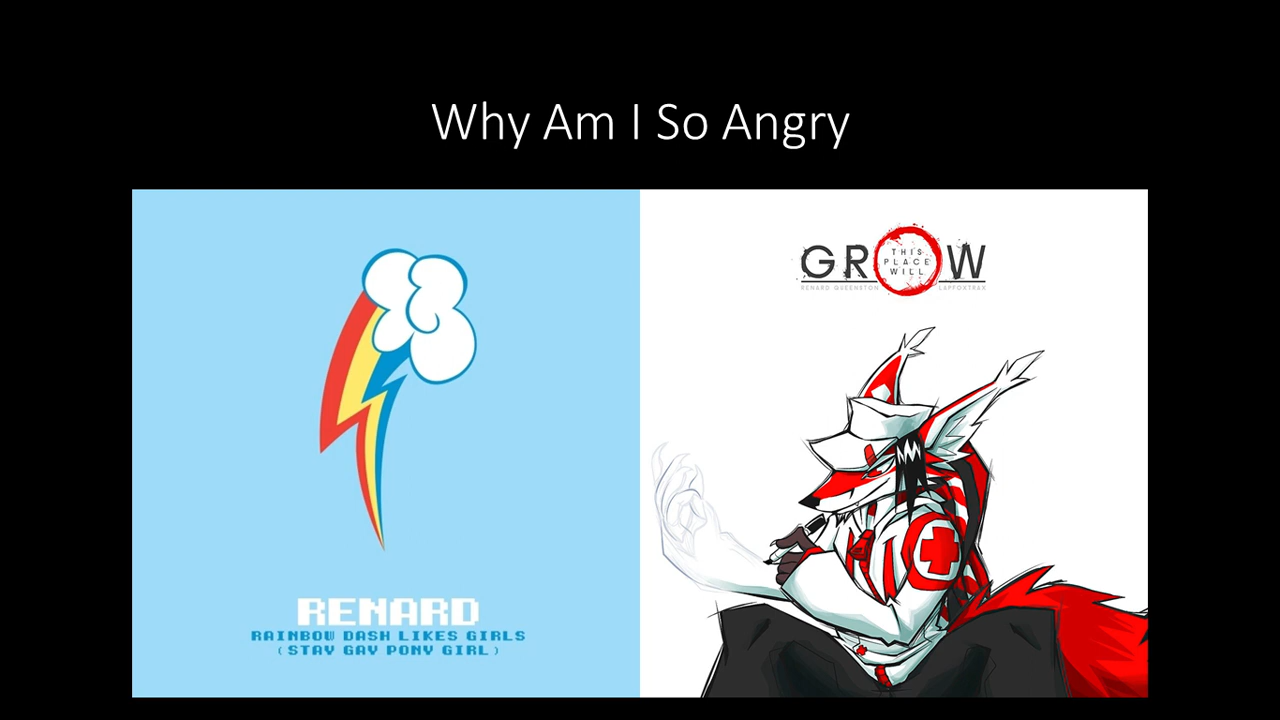 Why Am I So Angry
RENARD
RAINBOW DASH LIKES GIRLS
(STAY GAY PONY GIRL)
GROW
THIS
PLACE
WILL
RENARD QUEENSTON LAPFOXTRAX